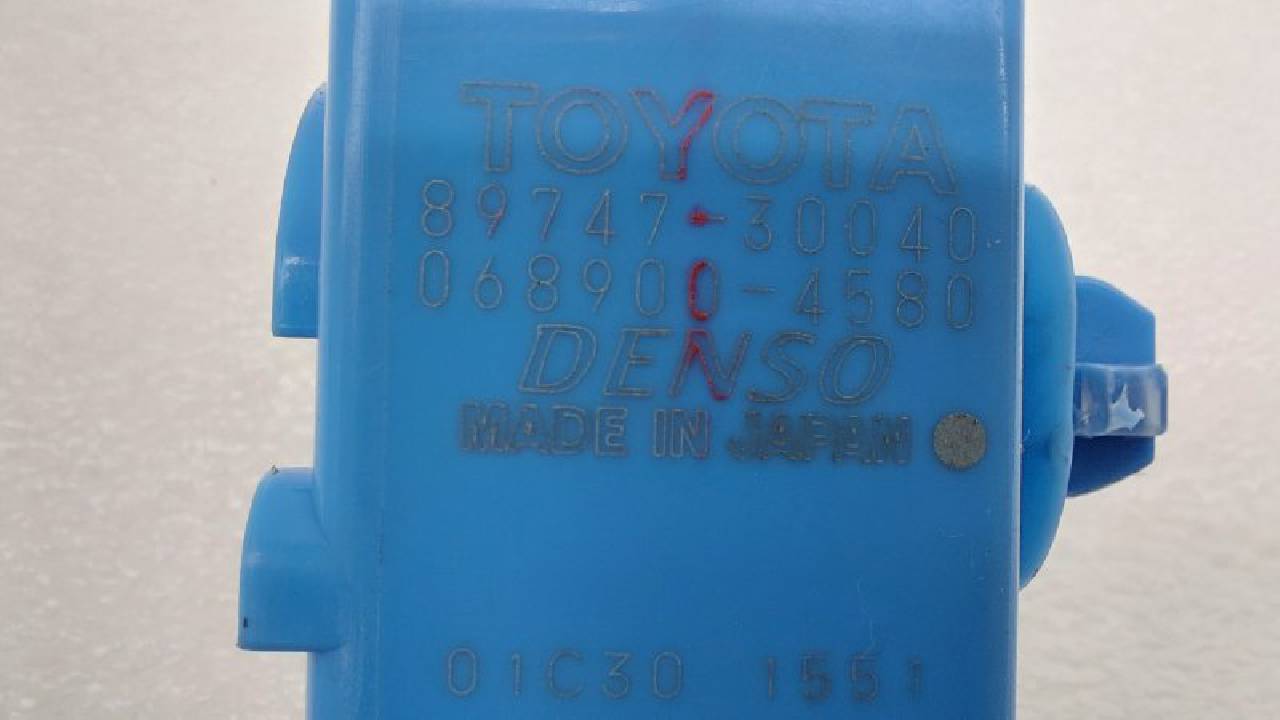 TOYOTA
89747-30040
068900-4580
DENSO
MADE IN JAPAN
01C30 1551